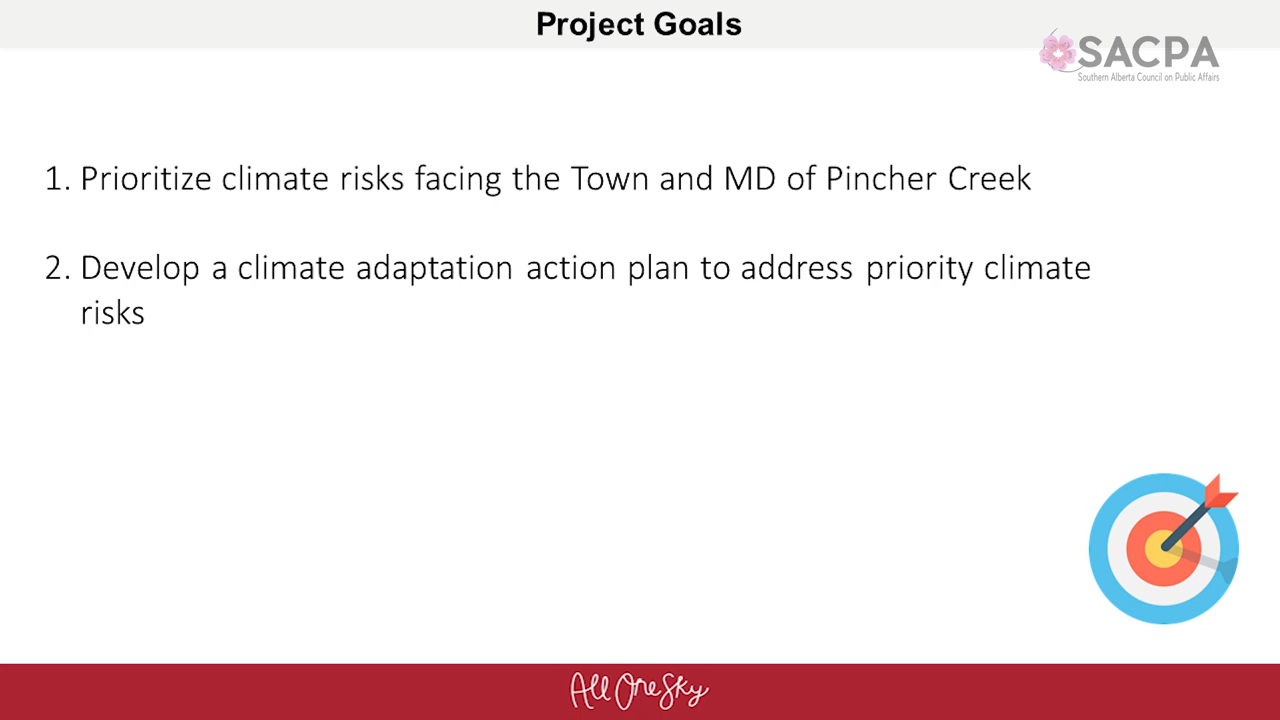 Project Goals
SACPA
Southern Alberta Council on Public Affairs
1. Prioritize climate risks facing the Town and MD of Pincher Creek
2. Develop a climate adaptation action plan to address priority climate
risks
All One Sky